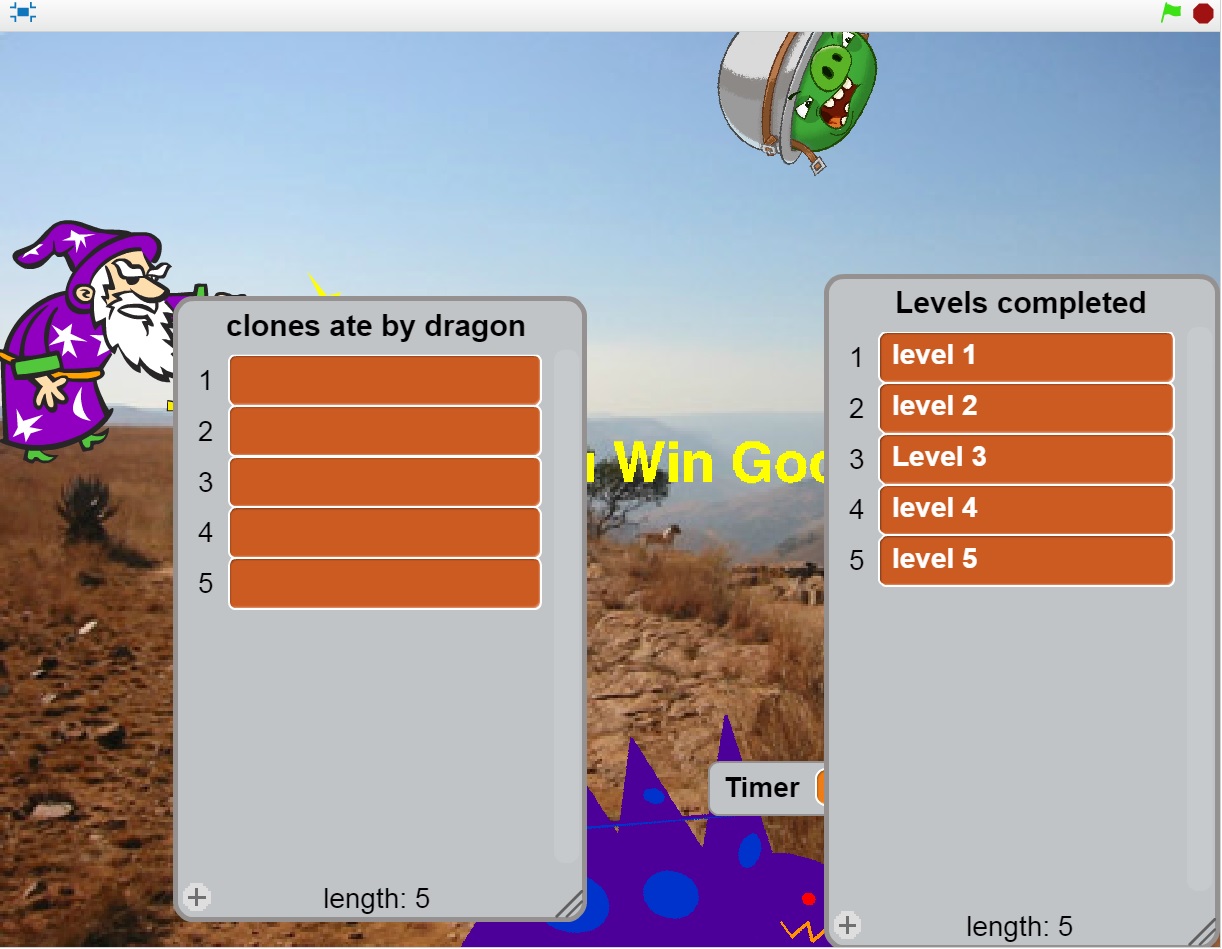 Levels completed
1 level 1
2 level 2
3 Level 3
4 level 4
5 level 5
length: 5
clones ate by dragon
1
2
3
4
5
length: 5
Win
Timer